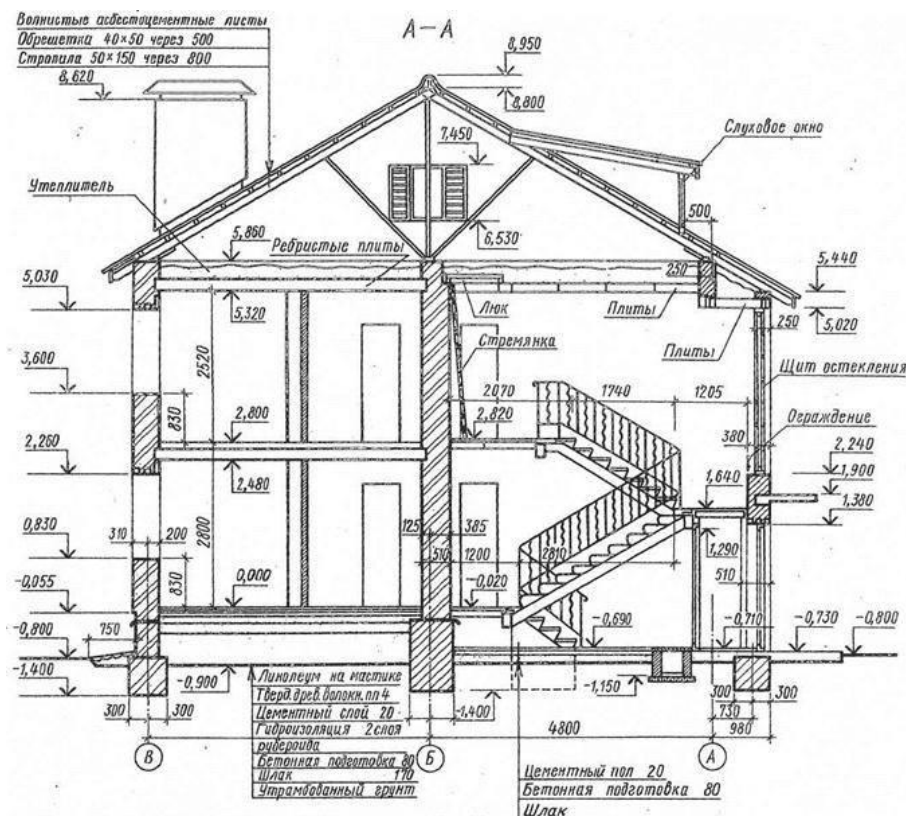 Волнистые асбестоцементные листы
А–А
Обрешетка 40×50 через 500
Стропила 50×150 через 800
8,620
8,950
8,800
7,450
Слуховое окно
Утеплитель
500
6,530
5,860
Ребристые плиты
5,030
250
5,440
5,320
Люк
Плиты
5,020
250
Плиты
3,600
2520
Стремянка
Щит остекления
2070
1740
1205
830
2,800
2,820
380
Ограждение
2,260
2,240
2,480
1,900
1,640
1,380
0,830
310
200
2800
125
385
1,290
510
1200
2810
510
830
0,000
-0,020
-0,055
-0,800
750
-0,690
-0,710
-0,730
-0,800
-1,400
-0,900
-1,150
Линолеум на мастике
Тверд.древ.волокн.пл 4
-1,400
300
300
300
300
Цементный слой 20
730
Гидроизоляция 2слоя
4800
980
рубероида
В
Б
А
Бетонная подготовка 80
Шлак 170
Утрамбованный грунт
Цементный пол 20
Бетонная подготовка 80
Шлак